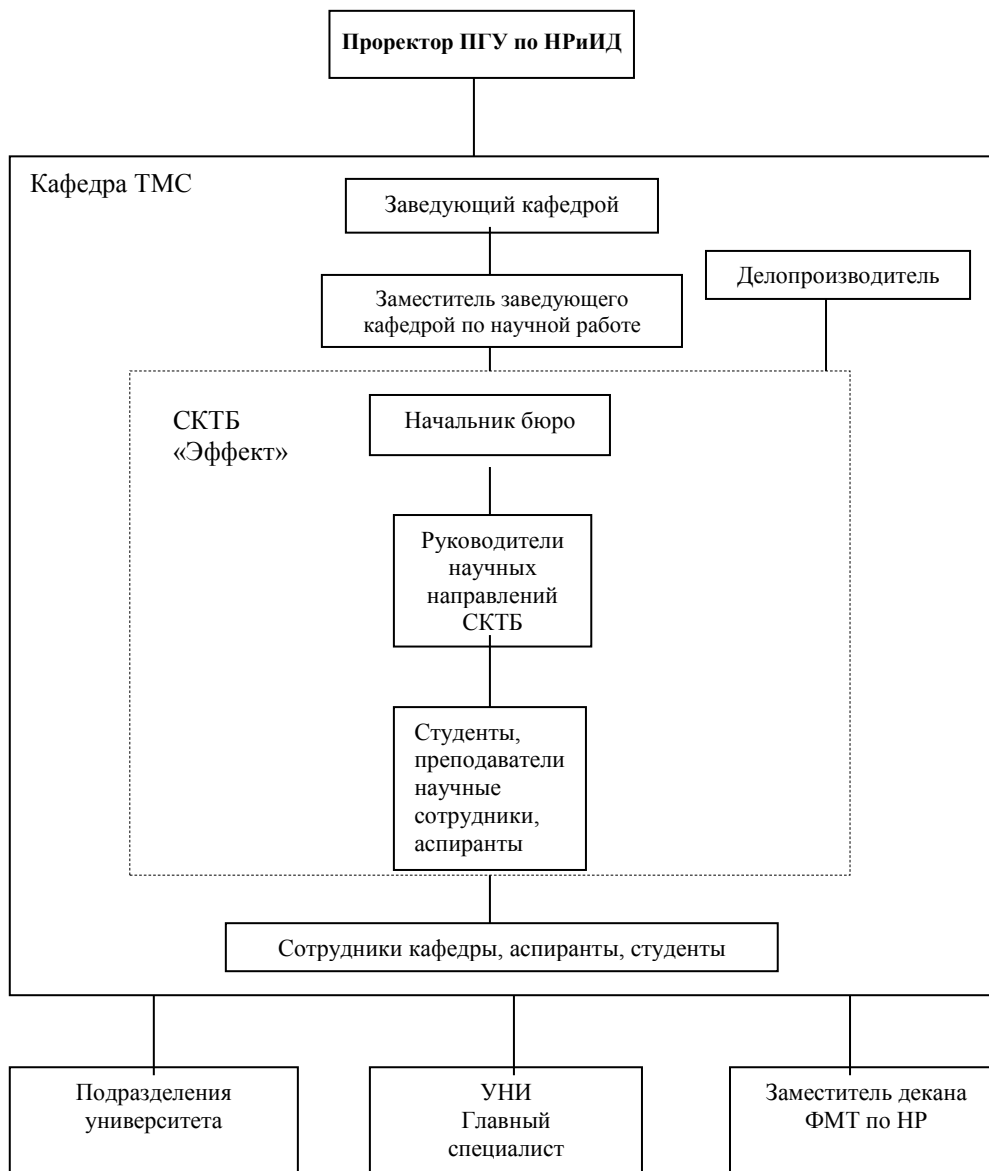 Проректор ПГУ по НРиИД
Кафедра ТМС
Заведующий кафедрой
Заместитель заведующего
кафедрой по научной работе
Делопроизводитель
СКТБ
«Эффект»
Начальник бюро
Руководители
научных
направлений
СКТБ
Студенты,
преподаватели
научные
сотрудники,
аспиранты
Сотрудники кафедры, аспиранты, студенты
Подразделения
университета
УНИ
Главный
специалист
Заместитель декана
ФМТ по НР